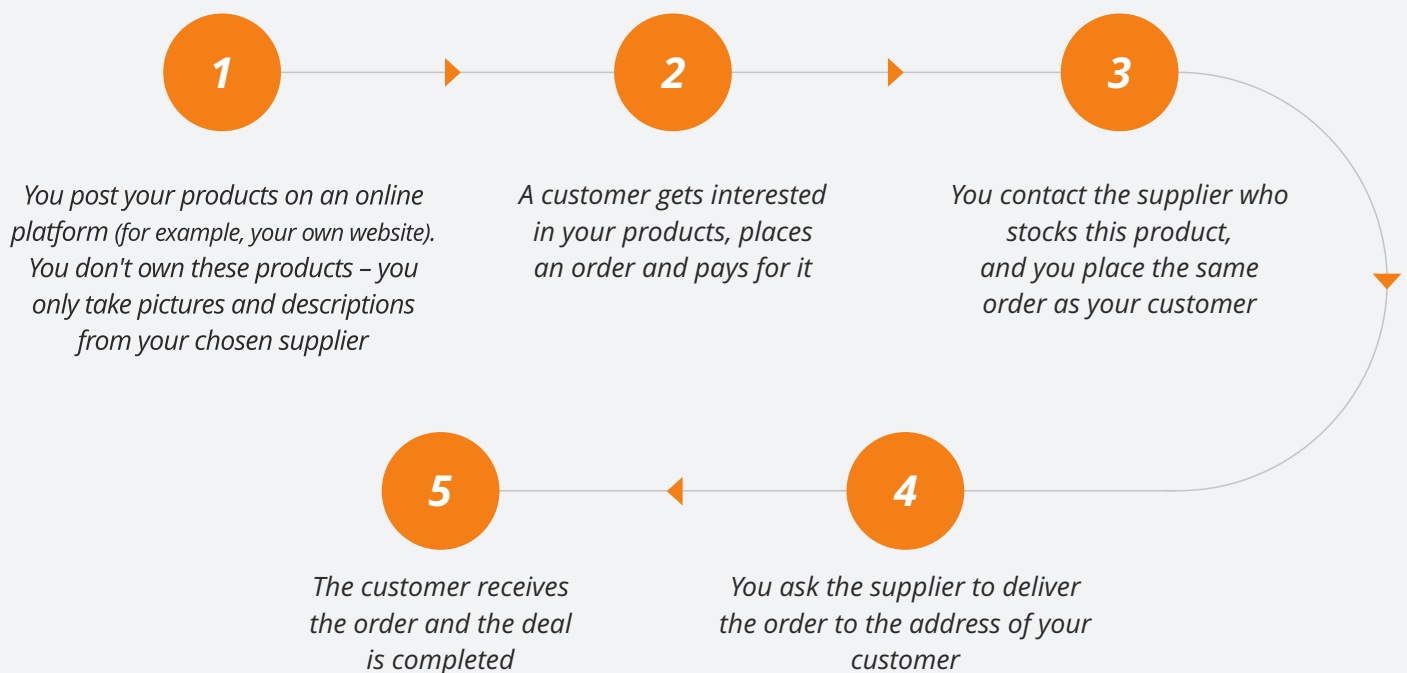 1
You post your products on an online
platform (for example, your own website).
You don't own these products – you
only take pictures and descriptions
from your chosen supplier
2
A customer gets interested
in your products, places
an order and pays for it
3
You contact the supplier who
stocks this product,
and you place the same
order as your customer
4
You ask the supplier to deliver
the order to the address of your
customer
5
The customer receives
the order and the deal
is completed